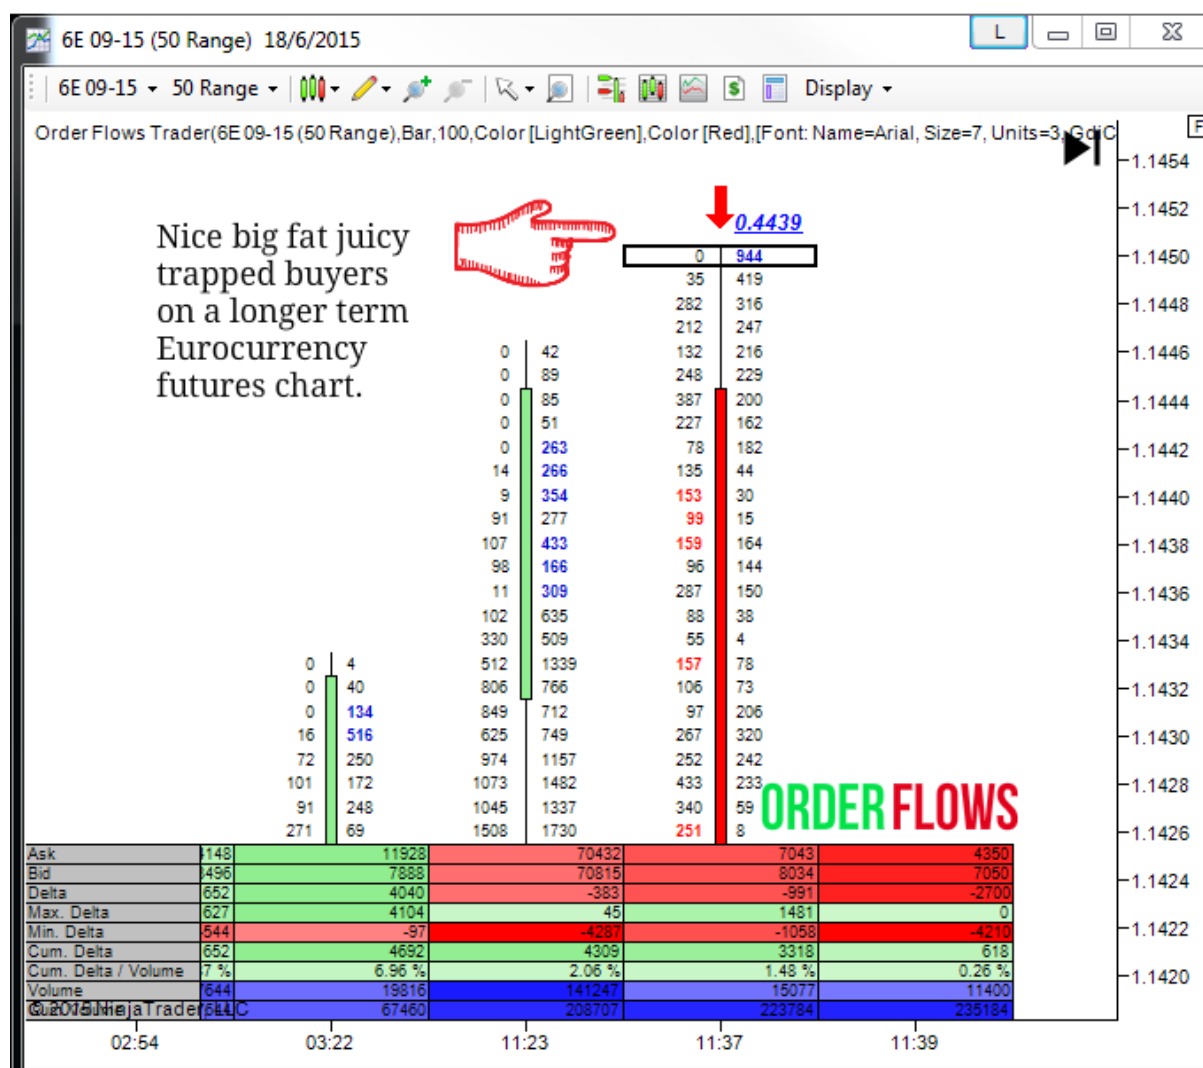 6E 09-15 (50 Range)  18/6/2015
L
6E 09-15 50 Range Display
Order Flows Trader(6E 09-15 (50 Range),Bar,100,Color [LightGreen],Color [Red],[Font: Name=Arial, Size=7, Units=3, GdiC
F
1.1454
1.1452
0.4439
Nice big fat juicy
trapped buyers
on a longer term
Eurocurrency
futures chart.
0 944 1.1450
35 419
282 316 1.1448
212 247
0 42 132 216 1.1446
0 89 248 229
0 85 387 200 1.1444
0 51 227 162
0 263 78 182 1.1442
14 266 135 44
9 354 153 30 1.1440
91 277 99 15
107 433 159 164 1.1438
98 166 96 144
11 309 287 150 1.1436
102 635 88 38
330 509 55 4 1.1434
0 4 512 1339 157 78
0 40 806 766 106 73 1.1432
0 134 849 712 97 206
16 516 625 749 267 320 1.1430
72 250 974 1157 252 242
101 172 1073 1482 433 233 1.1428
91 248 1045 1337 340 59
271 69 1508 1730 251 8 1.1426
ORDER FLOWS
Ask 148 11928 70432 7043 4350
Bid 496 7888 70815 8034 7050
Delta 652 4040 -383 -991 -2700
1.1424
Max. Delta 627 4104 45 1481 0
Min. Delta 544 -97 -4287 -1058 -4210
1.1422
Cum. Delta 652 4692 4309 3318 618
Cum. Delta / Volume 7 % 6.96 % 2.06 % 1.48 % 0.26 %
1.1420
Volume 644 19816 141247 15077 11400
© 2015 NinjaTrader, LLC 67460 208707 223784 235184
02:54 03:22 11:23 11:37 11:39